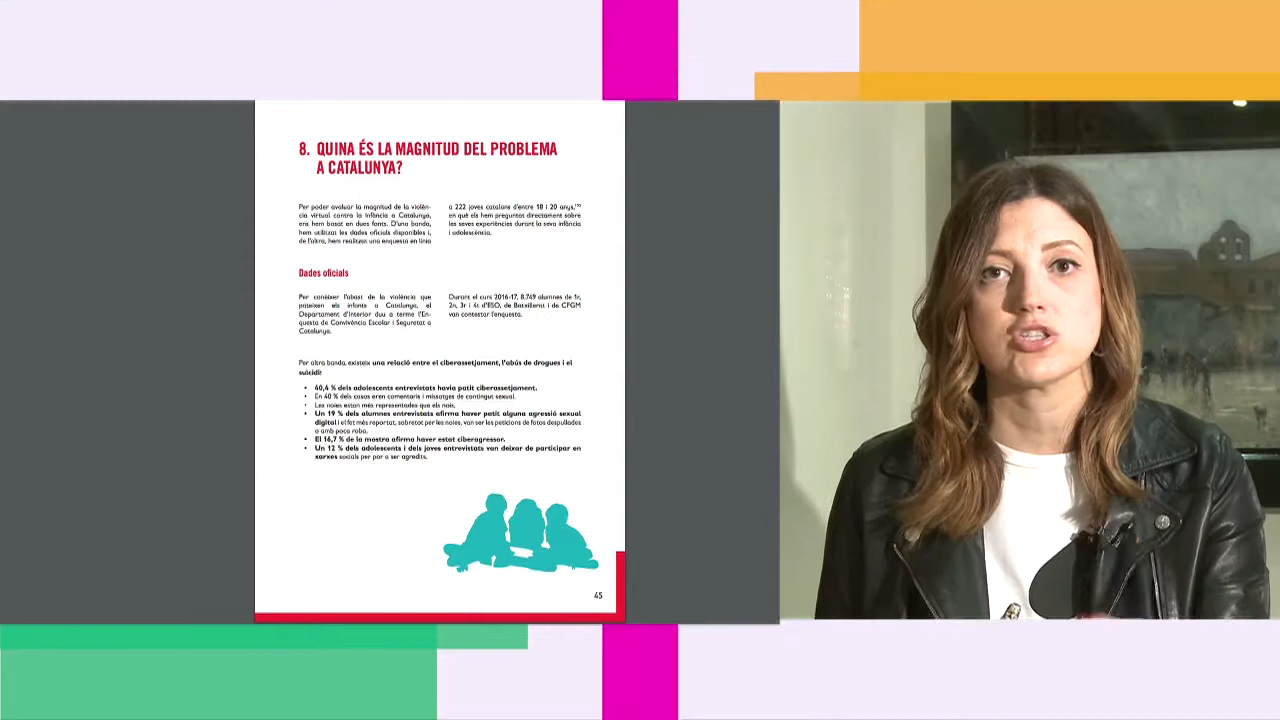 8. QUINA ÉS LA MAGNITUD DEL PROBLEMA
A CATALUNYA?
Per poder avaluar la magnitud de la violèn-
cia virtual contra la infància a Catalunya,
ens hem basat en dues fonts. D'una banda,
hem utilitzat les dades oficials disponibles i,
de l'altra, hem realitzat una enquesta en línia
a 222 joves catalans d'entre 18 i 20 anys,
en què els hem preguntat directament sobre
les seves experiències durant la seva infància
i adolescència.
Dades oficials
Per conèixer l'abast de la violència que
pateixen els infants a Catalunya, el
Departament d'Interior duu a terme l'En-
questa de Convivència Escolar i Seguretat a
Catalunya.
Durant el curs 2016-17, 8.749 alumnes de 1r,
2n, 3r i 4t d'ESO, de Batxillerat i de CFGM
van contestar l'enquesta.
Per altra banda, existeix una relació entre el ciberassetjament, l'abús de drogues i el
suïcidi:
• 40,4 % dels adolescents entrevistats havia patit ciberassetjament.
• En 40 % dels casos eren comentaris i missatges de contingut sexual.
• Les noies estan més representades que els nois.
• Un 19 % dels alumnes entrevistats afirma haver patit alguna agressió sexual
digital i el fet més reportat, sobretot per les noies, van ser les peticions de fotos despullades
o amb poca roba.
• El 16,7 % de la mostra afirma haver estat ciberagressor.
• Un 12 % dels adolescents i dels joves entrevistats van deixar de participar en
xarxes socials per por a ser agredits.
45